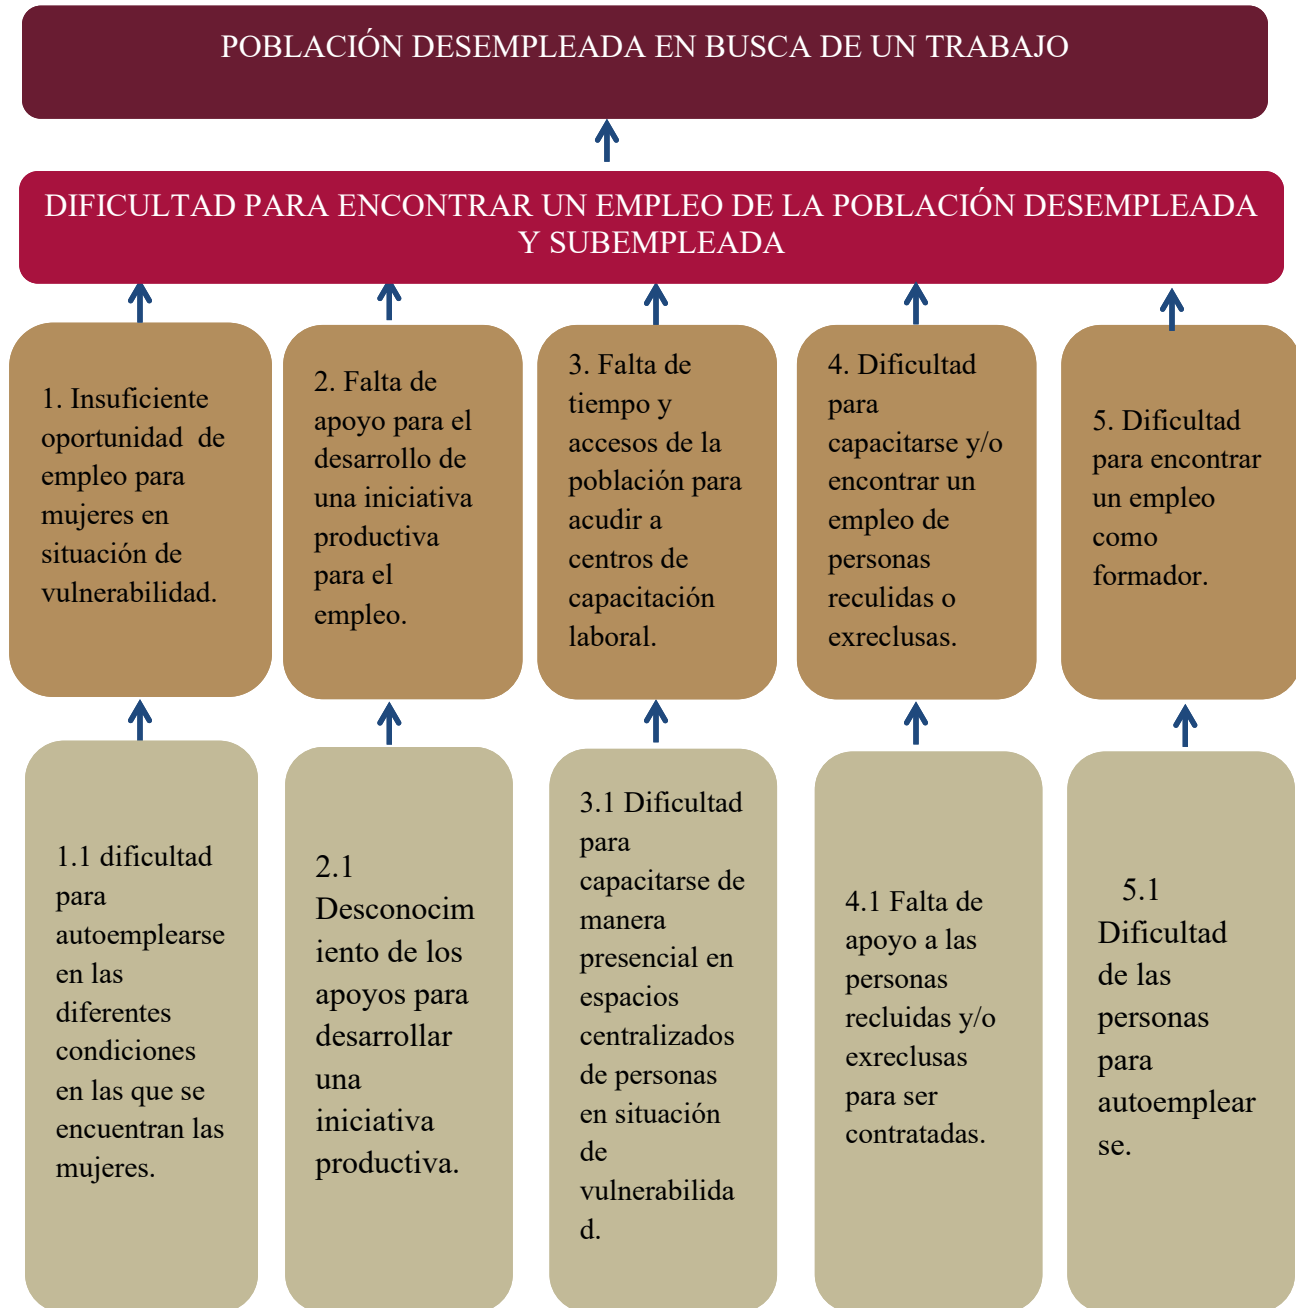 POBLACIÓN DESEMPLEADA EN BUSCA DE UN TRABAJO
DIFICULTAD PARA ENCONTRAR UN EMPLEO DE LA POBLACIÓN DESEMPLEADA
Y SUBEMPLEADA
1. Insuficiente
oportunidad de
empleo para
mujeres en
situación de
vulnerabilidad.
2. Falta de
apoyo para el
desarrollo de
una iniciativa
productiva
para el
empleo.
3. Falta de
tiempo y
accesos de la
población para
acudir a
centros de
capacitación
laboral.
4. Dificultad
para
capacitarse y/o
encontrar un
empleo de
personas
reculidas o
exreclusas.
5. Dificultad
para encontrar
un empleo
como
formador.
1.1 dificultad
para
autoemplearse
en las
diferentes
condiciones
en las que se
encuentran las
mujeres.
2.1
Desconocim
iento de los
apoyos para
desarrollar
una
iniciativa
productiva.
3.1 Dificultad
para
capacitarse de
manera
presencial en
espacios
centralizados
de personas
en situación
de
vulnerabilida
d.
4.1 Falta de
apoyo a las
personas
recluidas y/o
exreclusas
para ser
contratadas.
5.1
Dificultad
de las
personas
para
autoemplear
se.